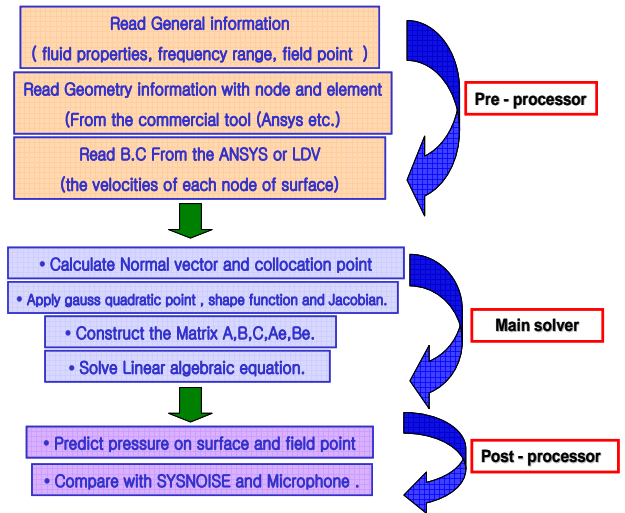 Read General information
( fluid properties, frequency range, field point )
Read Geometry information with node and element
(From the commercial tool (Ansys etc.)
Read B.C From the ANSYS or LDV
(the velocities of each node of surface)
Pre - processor
• Calculate Normal vector and collocation point
• Apply gauss quadratic point , shape function and Jacobian.
• Construct the Matrix A,B,C,Ae,Be.
• Solve Linear algebraic equation.
Main solver
• Predict pressure on surface and field point
• Compare with SYSNOISE and Microphone .
Post - processor